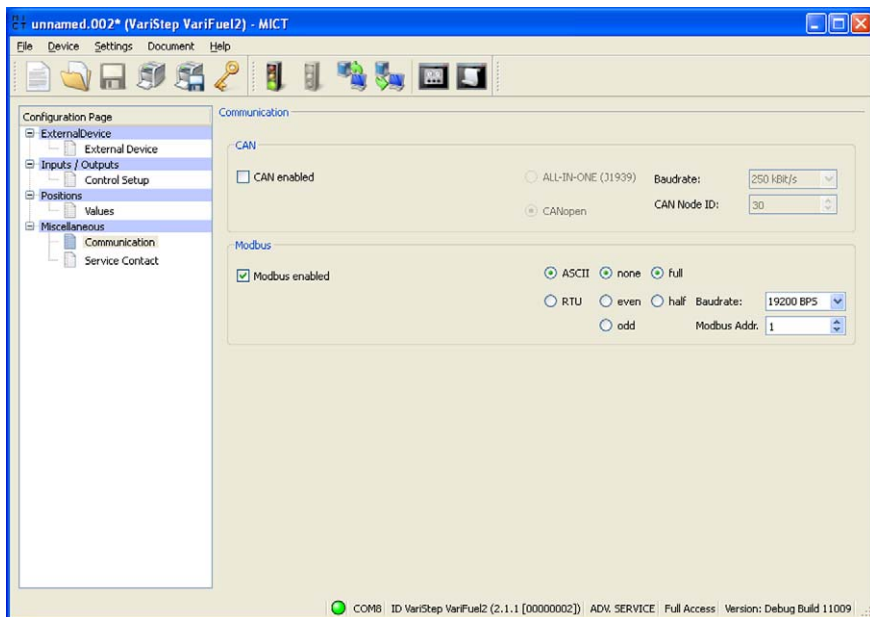 unnamed.002* (VariStep VariFuel2) - MICT
File Device Settings Document Help
Configuration Page
ExternalDevice
External Device
Inputs / Outputs
Control Setup
Positions
Values
Miscellaneous
Communication
Service Contact
Communication
CAN
CAN enabled
ALL-IN-ONE (J1939)
Baudrate:
250 kBit/s
CANopen
CAN Node ID:
30
Modbus
Modbus enabled
ASCII none full
RTU even half Baudrate: 19200 BPS
odd Modbus Addr. 1
COM8 ID VariStep VariFuel2 (2.1.1 [00000002]) ADV. SERVICE Full Access Version: Debug Build 11009